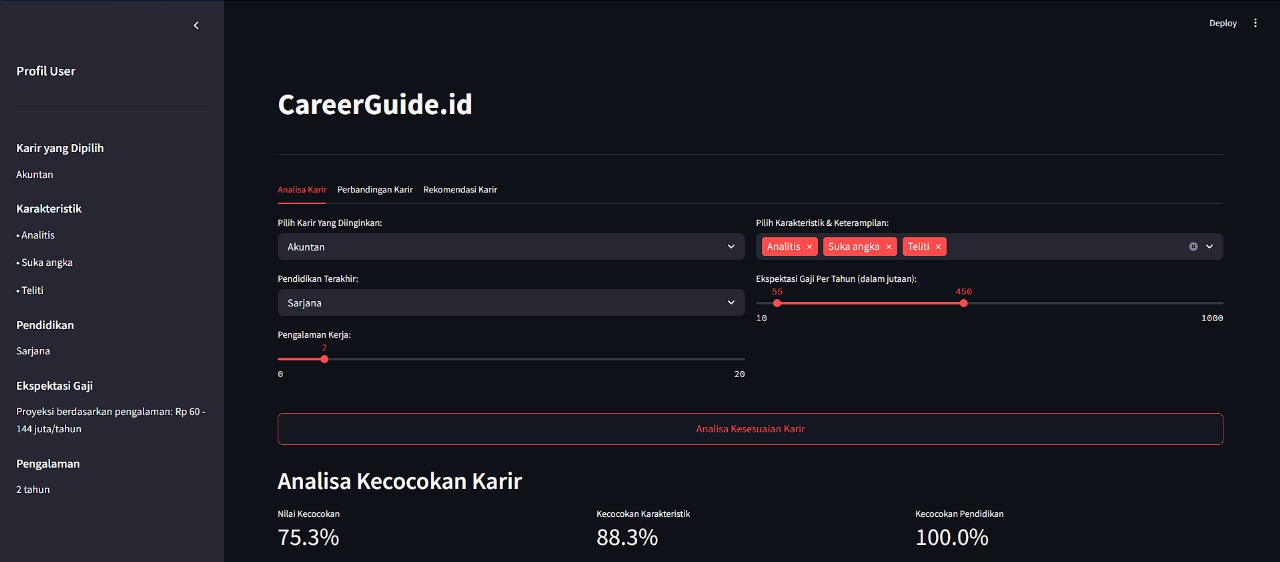 Deploy
Profil User
Karir yang Dipilih
Akuntan
Karakteristik
• Analitis
• Suka angka
• Teliti
Pendidikan
Sarjana
Ekspektasi Gaji
Proyeksi berdasarkan pengalaman: Rp 60 -
144 juta/tahun
Pengalaman
2 tahun
CareerGuide.id
Analisa Karir Perbandingan Karir Rekomendasi Karir
Pilih Karir Yang Diinginkan:
Akuntan
Pilih Karakteristik & Keterampilan:
Analitis × Suka angka × Teliti ×
Pendidikan Terakhir:
Sarjana
Ekspektasi Gaji Per Tahun (dalam jutaan):
55 450
10 1000
Pengalaman Kerja:
2
0 20
Analisa Kesesuaian Karir
Analisa Kecocokan Karir
Nilai Kecocokan
75.3%
Kecocokan Karakteristik
88.3%
Kecocokan Pendidikan
100.0%